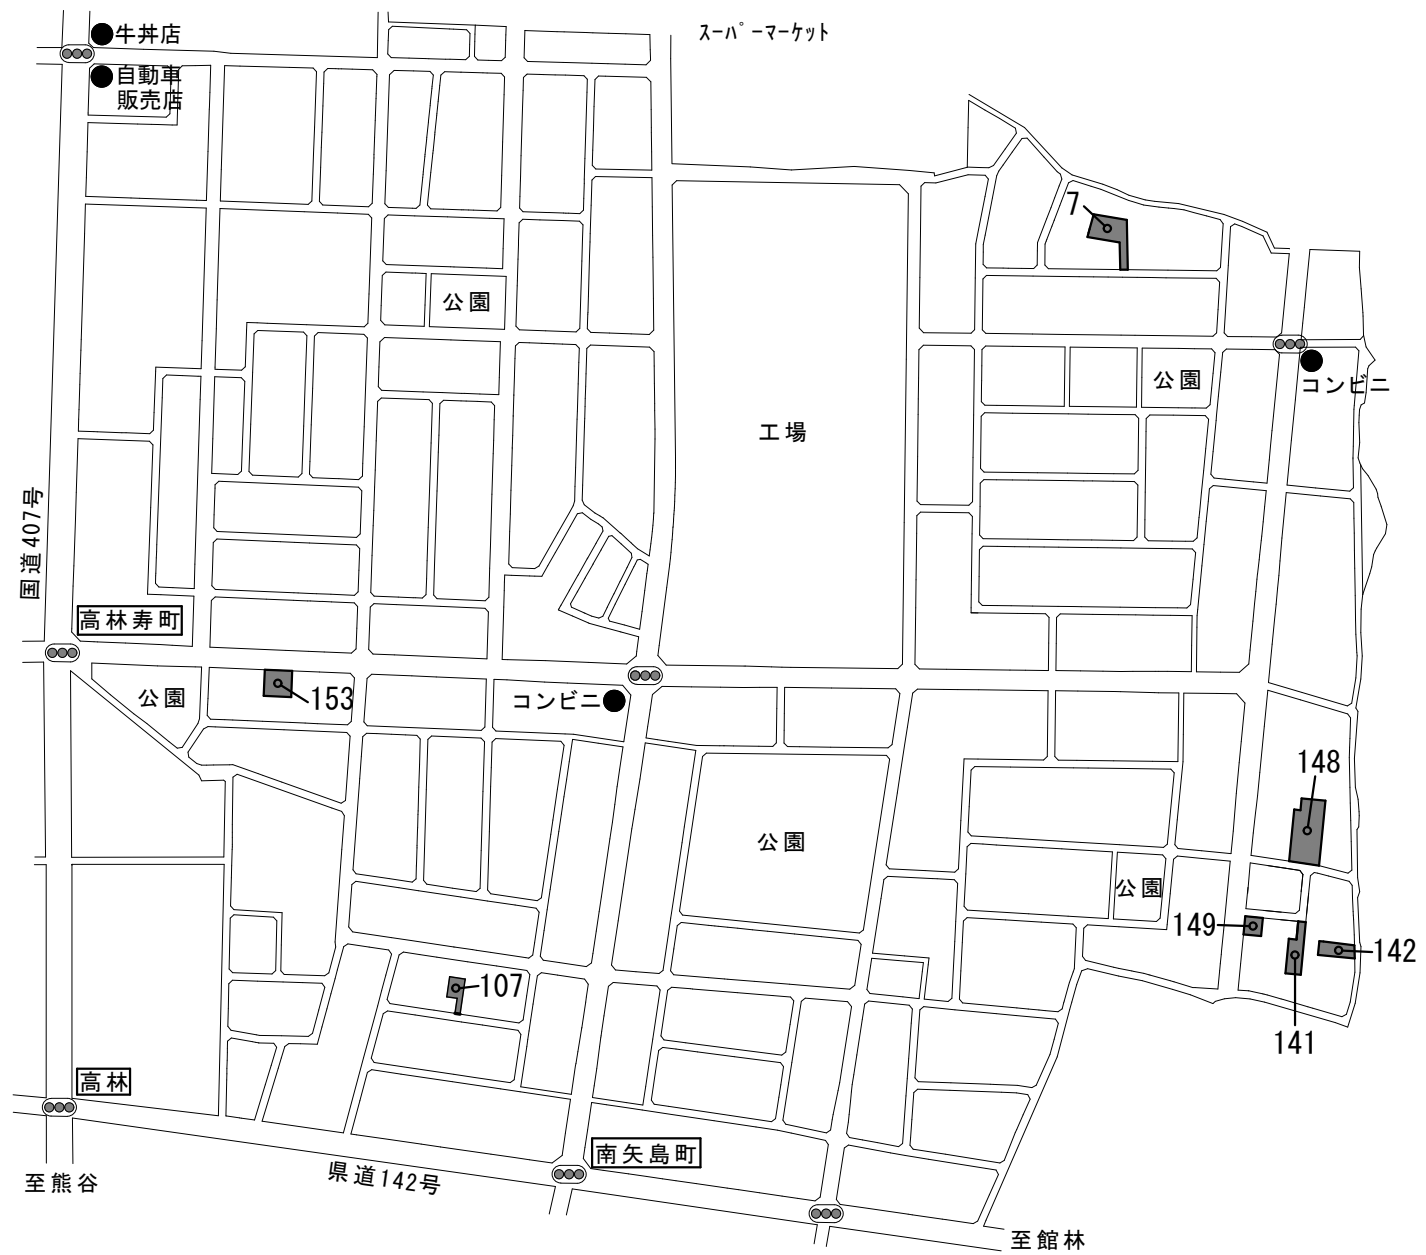 牛丼店
スーパーマーケット
自動車
販売店
7
公園
公園
コンビニ
工場
国道407号
高林寿町
公園
153
コンビニ
148
公園
公園
149
142
107
141
高林
南矢島町
至熊谷
県道142号
至館林